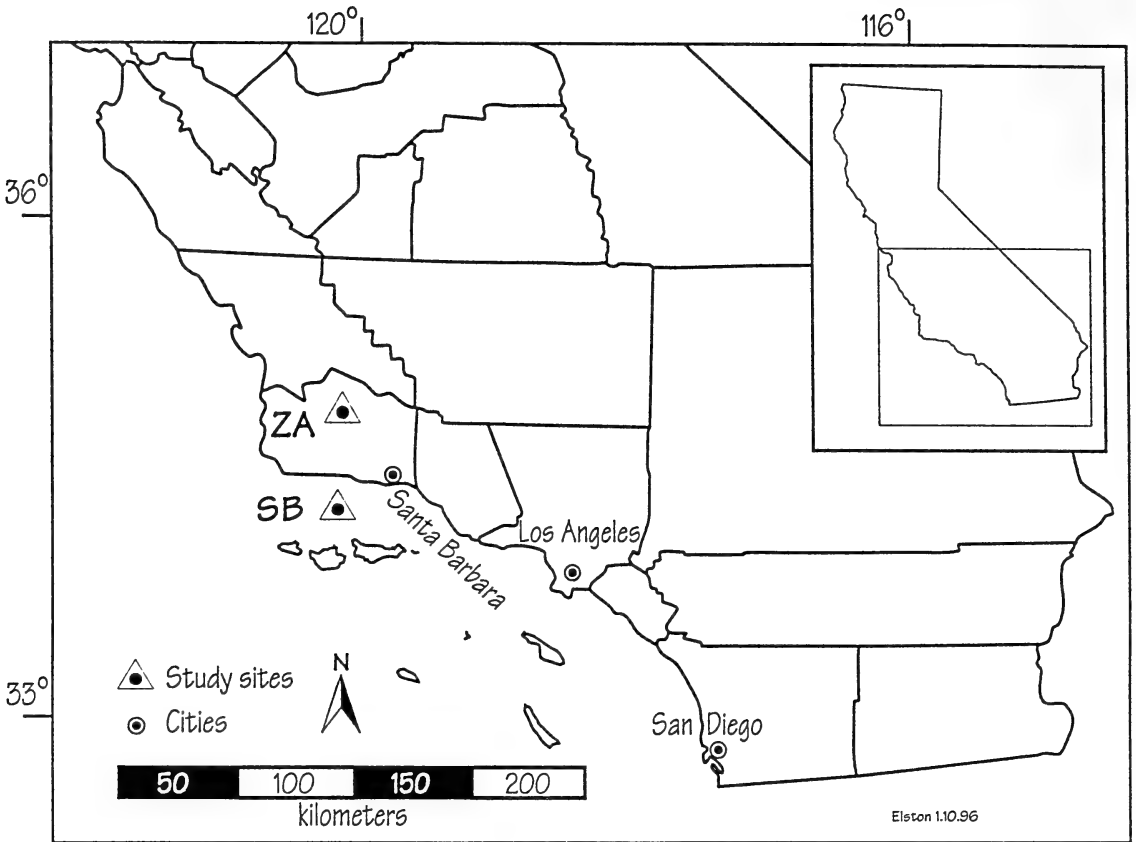 120° 116°
36°
ZA
SB
Santa Barbara
Los Angeles
N
Study sites
33°
Cities
San Diego
50 100 150 200
kilometers
Elston 1.10.96